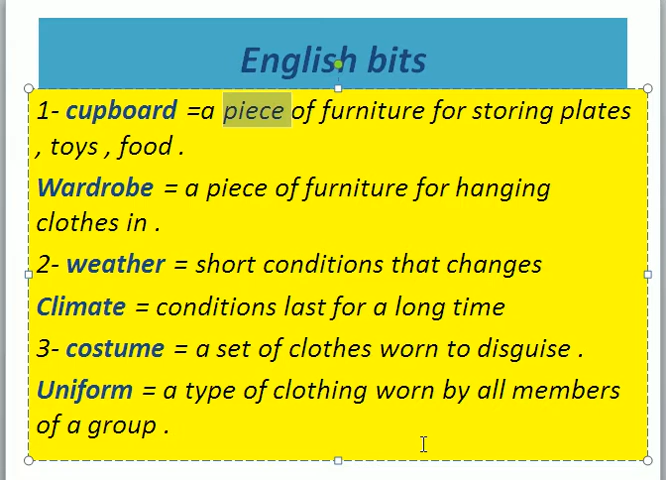 English bits
1- cupboard =a piece of furniture for storing plates
, toys , food .
Wardrobe = a piece of furniture for hanging
clothes in .
2- weather = short conditions that changes
Climate = conditions last for a long time
3- costume = a set of clothes worn to disguise .
Uniform = a type of clothing worn by all members
of a group .